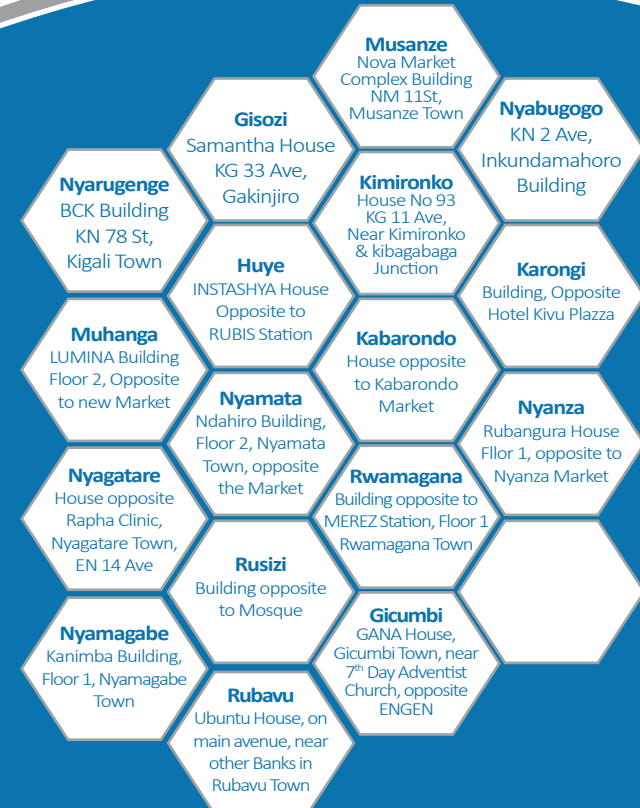 Musanze
Nova Market
Complex Building
NM 11St,
Musanze Town
Gisozi
Samantha House
KG 33 Ave,
Gakinjiro
Nyabugogo
KN 2 Ave,
Inkundamahoro
Building
Nyarugenge
BCK Building
KN 78 St,
Kigali Town
Kimironko
House No 93
KG 11 Ave,
Near Kimironko
& kibagabaga
Junction
Huye
INSTASHYA House
Opposite to
RUBIS Station
Karongi
Building, Opposite
Hotel Kivu Plazza
Muhanga
LUMINA Building
Floor 2, Opposite
to new Market
Kabarondo
House opposite
to Kabarondo
Market
Nyamata
Ndahiro Building,
Floor 2, Nyamata
Town, opposite
the Market
Nyanza
Rubangura House
Fllor 1, opposite to
Nyanza Market
Nyagatare
House opposite
Rapha Clinic,
Nyagatare Town,
EN 14 Ave
Rwamagana
Building opposite to
MEREZ Station, Floor 1
Rwamagana Town
Rusizi
Building opposite
to Mosque
Nyamagabe
Kanimba Building,
Floor 1, Nyamagabe
Town
Gicumbi
GANA House,
Gicumbi Town, near
7th Day Adventist
Church, opposite
ENGEN
Rubavu
Ubuntu House, on
main avenue, near
other Banks in
Rubavu Town